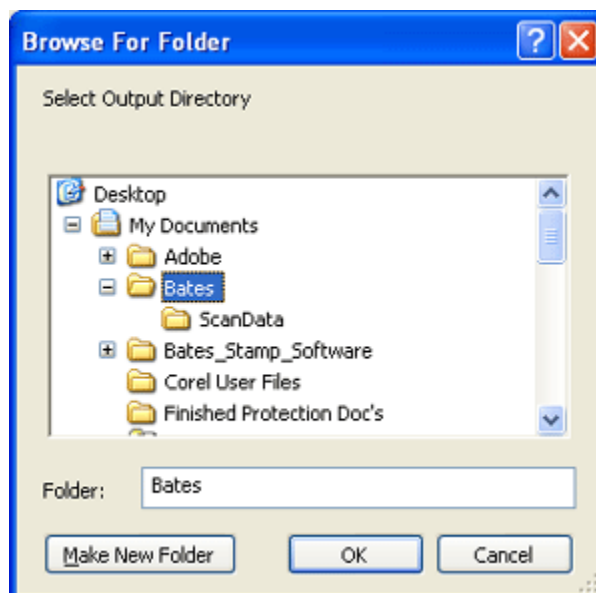 Browse For Folder
Select Output Directory
Desktop
My Documents
Adobe
Bates
ScanData
Bates_Stamp_Software
Corel User Files
Finished Protection Doc's
Folder: Bates
Make New Folder OK Cancel